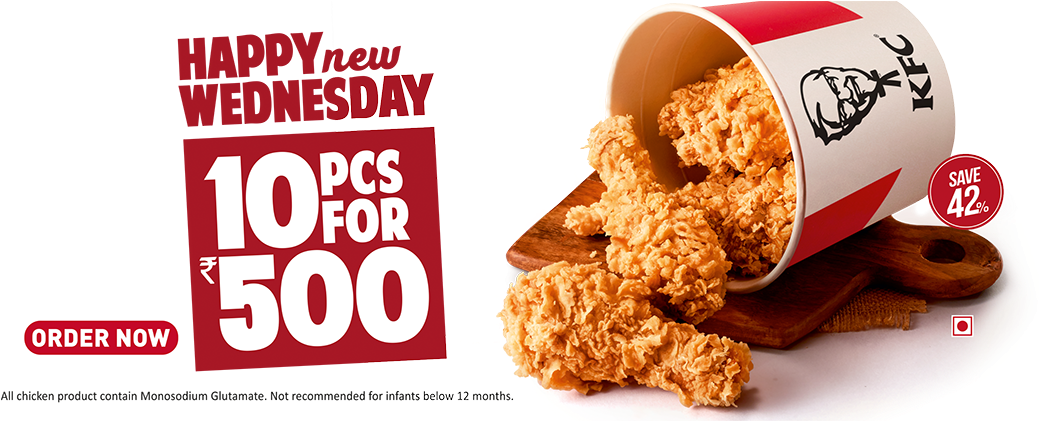 HAPPY new
WEDNESDAY
10 PCS
FOR
₹500
ORDER NOW
All chicken product contain Monosodium Glutamate. Not recommended for infants below 12 months.
KFC
SAVE
42%